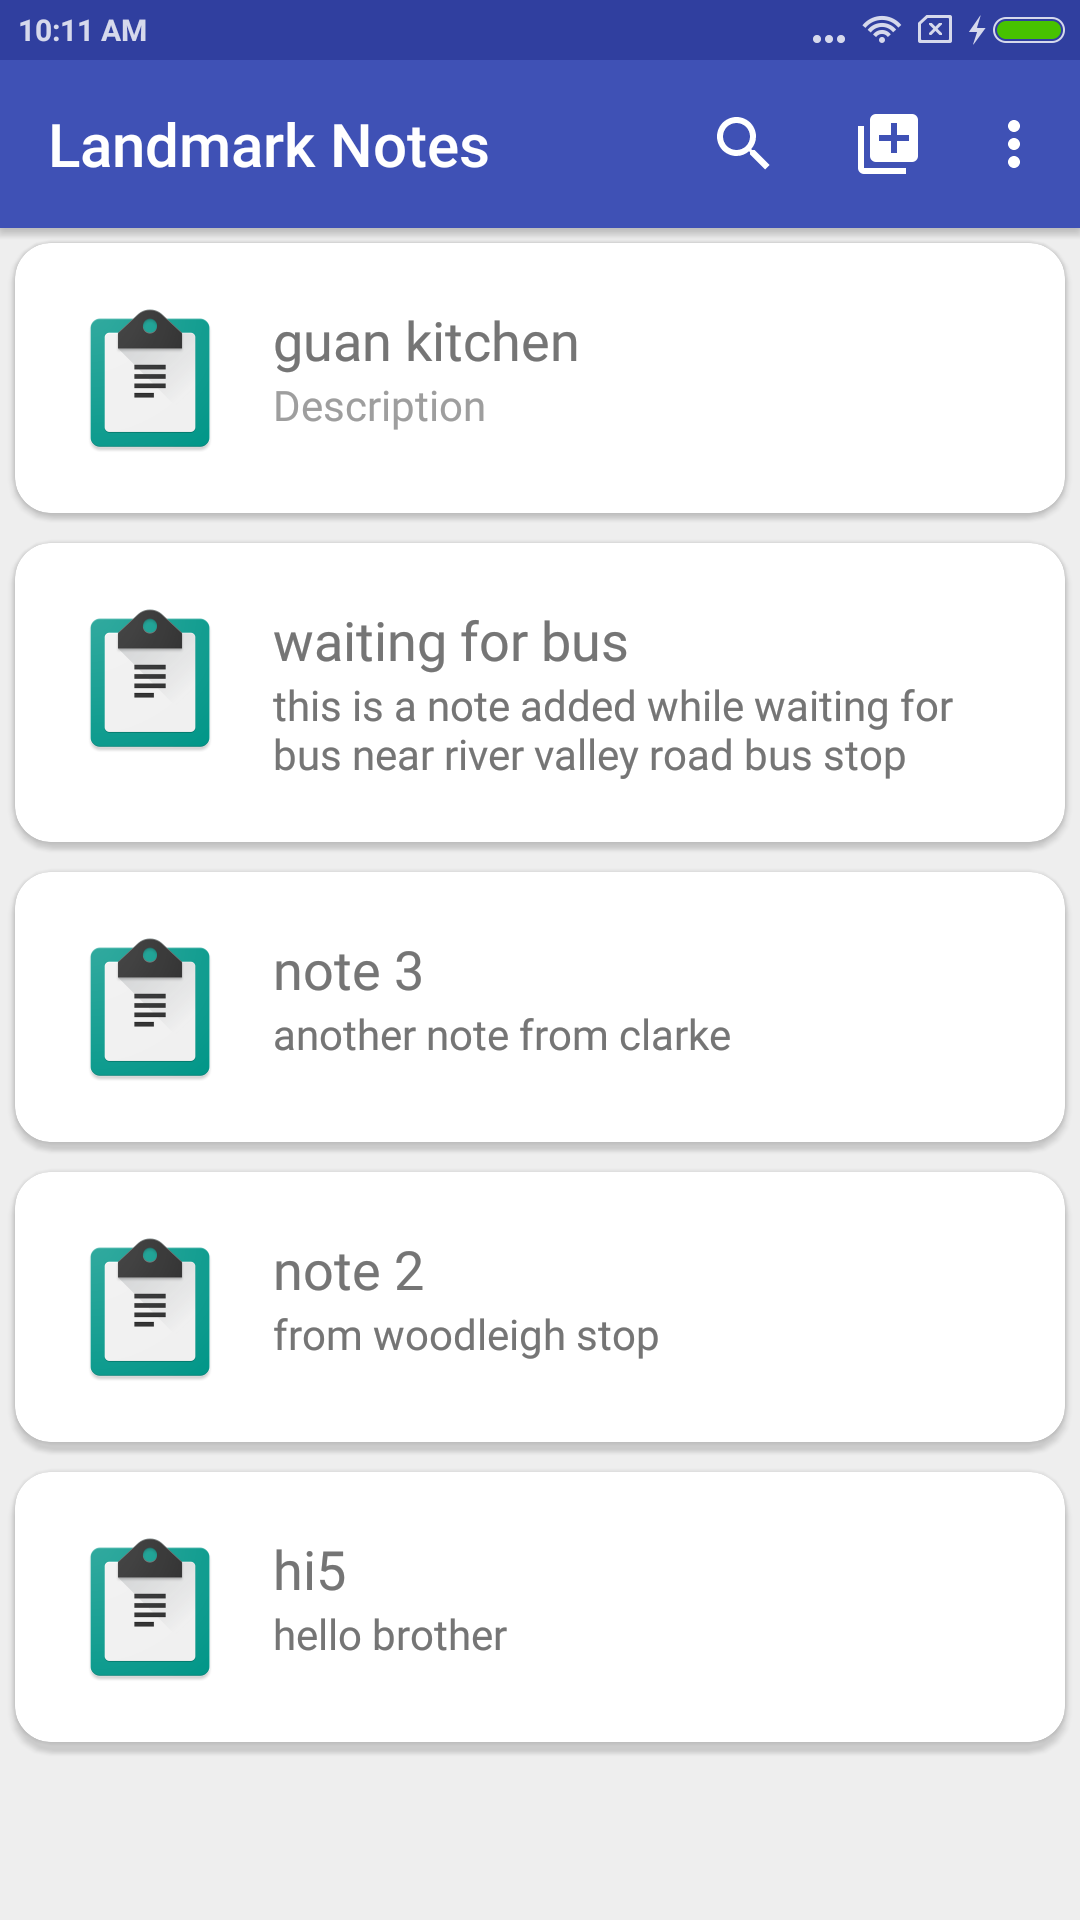 10:11 AM
Landmark Notes
guan kitchen
Description
waiting for bus
this is a note added while waiting for
bus near river valley road bus stop
note 3
another note from clarke
note 2
from woodleigh stop
hi5
hello brother